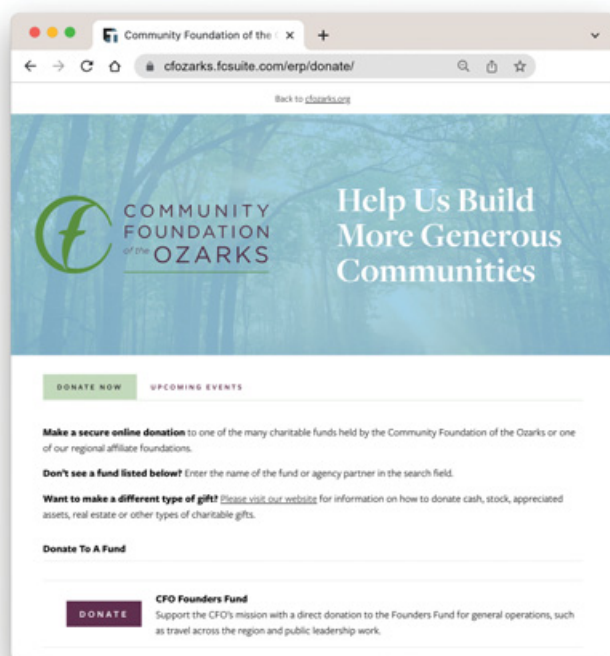 Community Foundation of the
cfozarks.fcsuite.com/erp/donate/
Back to cfozarks.org
COMMUNITY
FOUNDATION
of the OZARKS
Help Us Build
More Generous
Communities
DONATE NOW
UPCOMING EVENTS
Make a secure online donation to one of the many charitable funds held by the Community Foundation of the Ozarks or one
of our regional affiliate foundations.
Don't see a fund listed below? Enter the name of the fund or agency partner in the search field.
Want to make a different type of gift? Please visit our website for information on how to donate cash, stock, appreciated
assets, real estate or other types of charitable gifts.
Donate To A Fund
DONATE
CFO Founders Fund
Support the CFO's mission with a direct donation to the Founders Fund for general operations, such
as travel across the region and public leadership work.